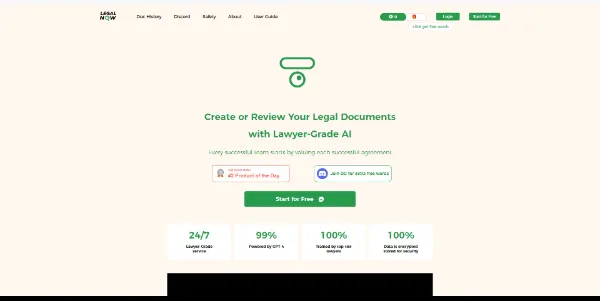 LEGAL
NOW
Doc History
Discord
Safety
About
User Guide
0
Login
Start for Free
click get free words
Create or Review Your Legal Documents
with Lawyer-Grade AI
Every successful team starts by valuing each successful agreement.
Product of the Day
Join DC for extra free words
Start for Free
24/7
Lawyer Grade
service
99%
Powered by GPT 4
100%
Trained by top tier
lawyers
100%
Data is encrypted
stored for security